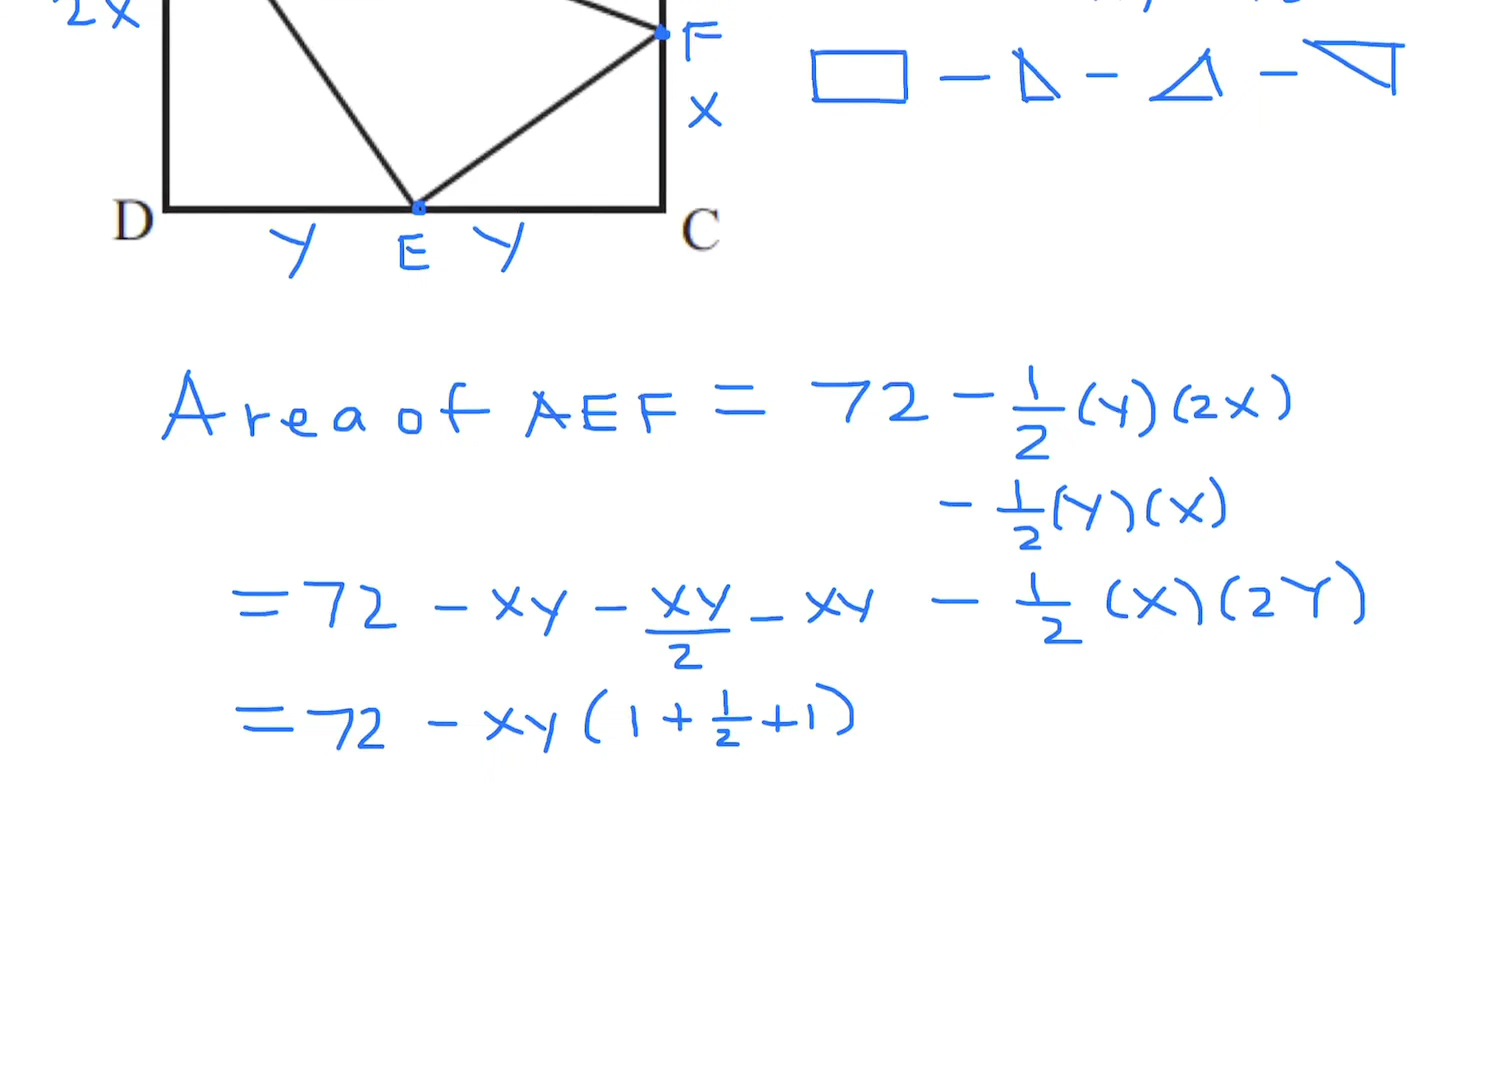 2x
F
x
D
C
Y E Y
Area of AEF = 72 - 1/2 (Y)(2x)
- 1/2 (Y)(x)
- 1/2 (x)(2Y)
= 72 - xy - xy/2 - xy
= 72 - xy (1 + 1/2 + 1)